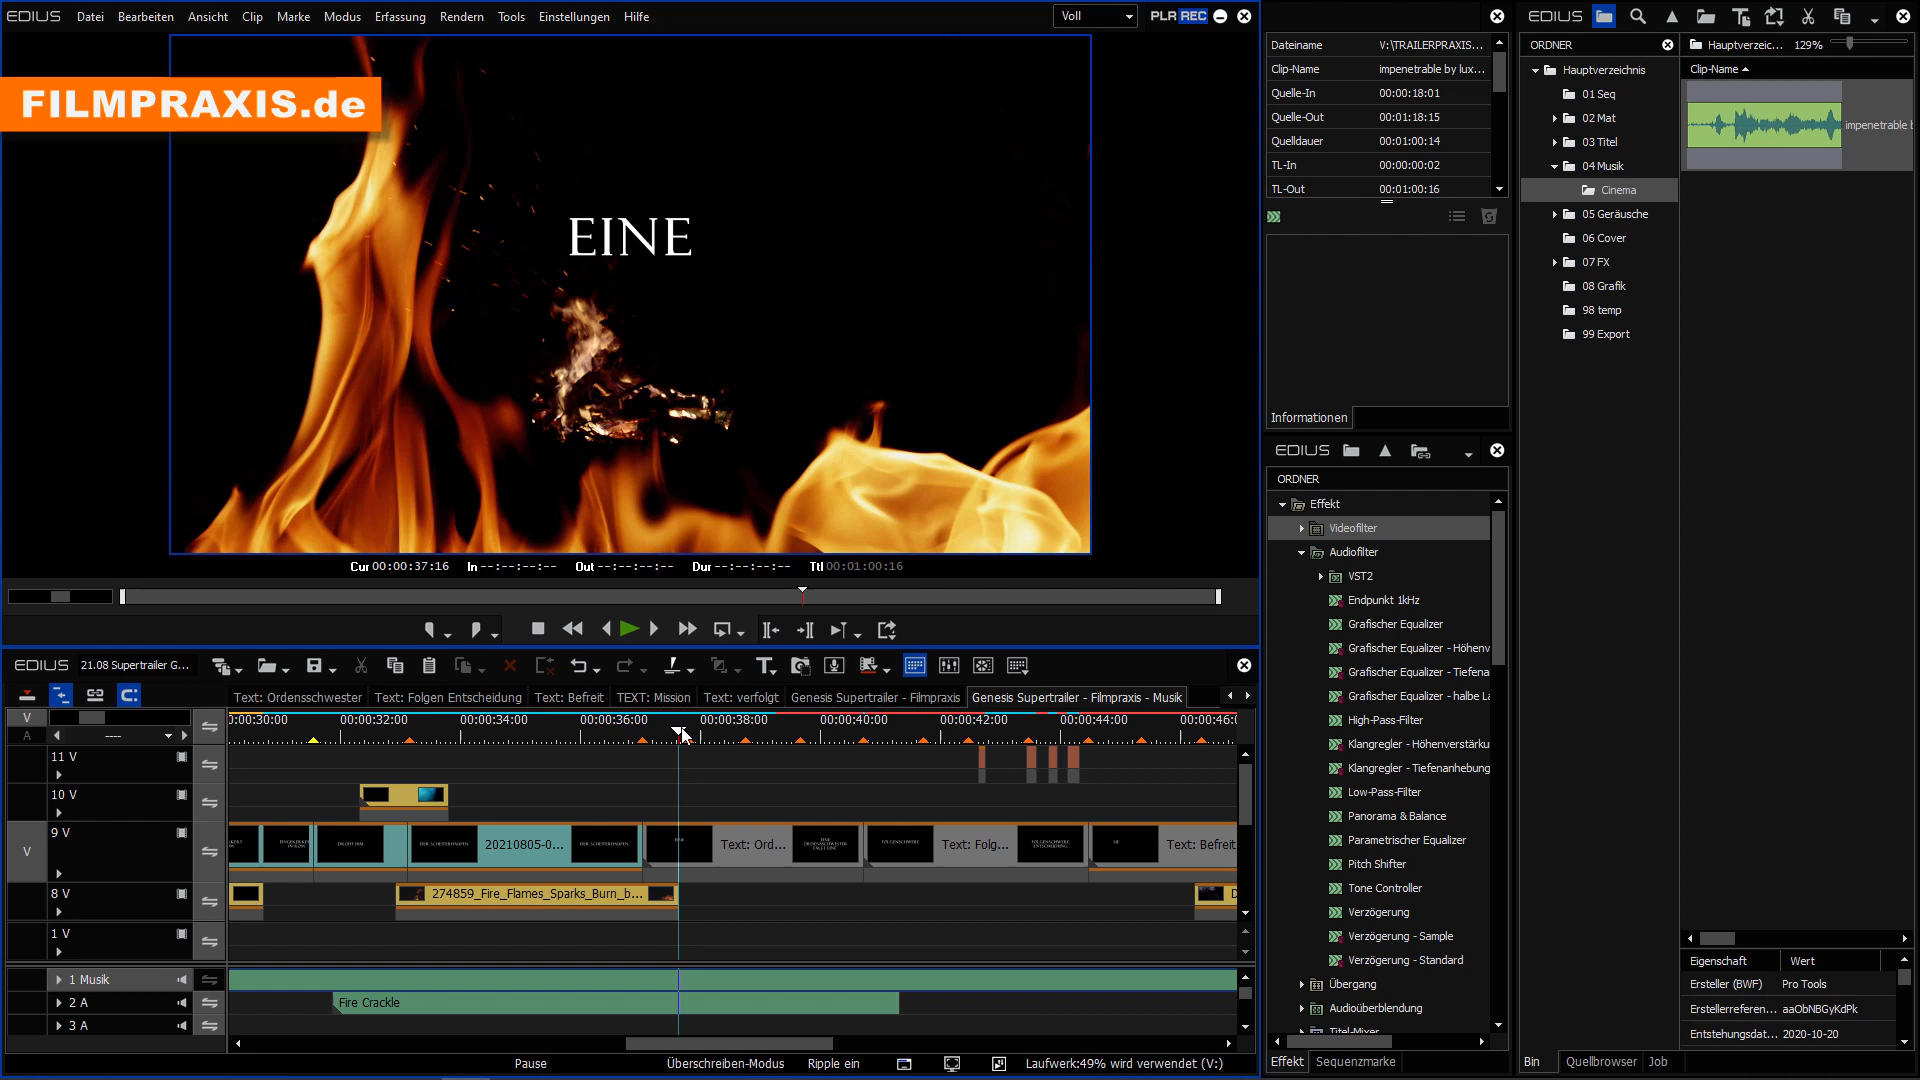 EDIUS Datei Bearbeiten Ansicht Clip Marke Modus Erfassung Rendern Tools Einstellungen Hilfe Voll PLR REC
FILMPRAXIS.de
EINE
Cur 00:00:37:16 In --:--:--:-- Out --:--:--:-- Dur --:--:--:-- Ttl 00:01:00:16
Dateiname V:\TRAILERPRAXIS...
Clip-Name impenetrable by lux...
Quelle-In 00:00:18:01
Quelle-Out 00:01:18:15
Quelldauer 00:01:00:14
TL-In 00:00:00:02
TL-Out 00:01:00:16
Informationen
EDIUS
ORDNER
Effekt
Videofilter
Audiofilter
VST2
Endpunkt 1kHz
Grafischer Equalizer
Grafischer Equalizer - Höhenv
Grafischer Equalizer - Tiefena
Grafischer Equalizer - halbe La
High-Pass-Filter
Klangregler - Höhenverstärku
Klangregler - Tiefenanhebung
Low-Pass-Filter
Panorama & Balance
Parametrischer Equalizer
Pitch Shifter
Tone Controller
Verzögerung
Verzögerung - Sample
Verzögerung - Standard
Übergang
Audioüberblendung
Titel-Mixer
Effekt Sequenzmarke
EDIUS
ORDNER
Hauptverzeichnis
01 Seq
02 Mat
03 Titel
04 Musik
Cinema
05 Geräusche
06 Cover
07 FX
08 Grafik
98 temp
99 Export
Hauptverzeic... 129%
Clip-Name
impenetrable b
Eigenschaft Wert
Ersteller (BWF) Pro Tools
Erstellerreferen... aaObNBGyKdPk
Entstehungsdat... 2020-10-20
Bin Quellbrowser Job
EDIUS 21.08 Supertrailer G...
Text: Ordensschwester Text: Folgen Entscheidung Text: Befreit TEXT: Mission Text: verfolgt Genesis Supertrailer - Filmpraxis Genesis Supertrailer - Filmpraxis - Musik
V
A ----
0:00:30:00 00:00:32:00 00:00:34:00 00:00:36:00 00:00:38:00 00:00:40:00 00:00:42:00 00:00:44:00 00:00:46:0
11 V
10 V
V 9 V 20210805-0... Text: Ord... Text: Folg... Text: Befreit
8 V 274859_Fire_Flames_Sparks_Burn_b... D
1 V
1 Musik
2 A Fire Crackle
3 A
Pause Überschreiben-Modus Ripple ein Laufwerk:49% wird verwendet (V:)